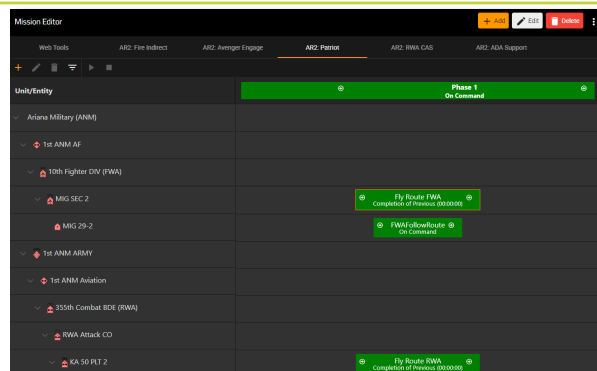 Mission Editor
+ Add Edit Delete
Web Tools AR2: Fire Indirect AR2: Avenger Engage AR2: Patriot AR2: RWA CAS AR2: ADA Support
Unit/Entity Phase 1
On Command
Ariana Military (ANM)
1st ANM AF
10th Fighter DIV (FWA)
MIG SEC 2 Fly Route FWA
Completion of Previous (00:00:00)
MIG 29-2 FWAFollowRoute
On Command
1st ANM ARMY
1st ANM Aviation
355th Combat BDE (RWA)
RWA Attack CO
KA 50 PLT 2 Fly Route RWA
Completion of Previous (00:00:00)